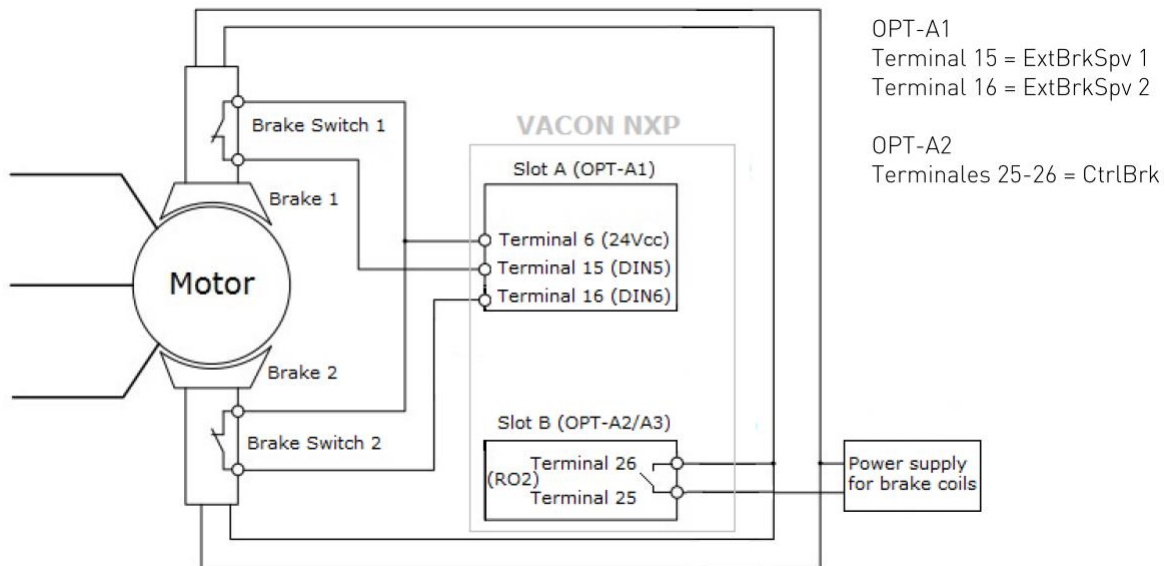 OPT-A1
Terminal 15 = ExtBrkSpv 1
Terminal 16 = ExtBrkSpv 2
OPT-A2
Terminales 25-26 = CtrlBrk
Brake Switch 1
VACON NXP
Slot A (OPT-A1)
Brake 1
Terminal 6 (24Vcc)
Terminal 15 (DIN5)
Terminal 16 (DIN6)
Motor
Brake 2
Brake Switch 2
Slot B (OPT-A2/A3)
Terminal 26
(RO2)
Terminal 25
Power supply
for brake coils